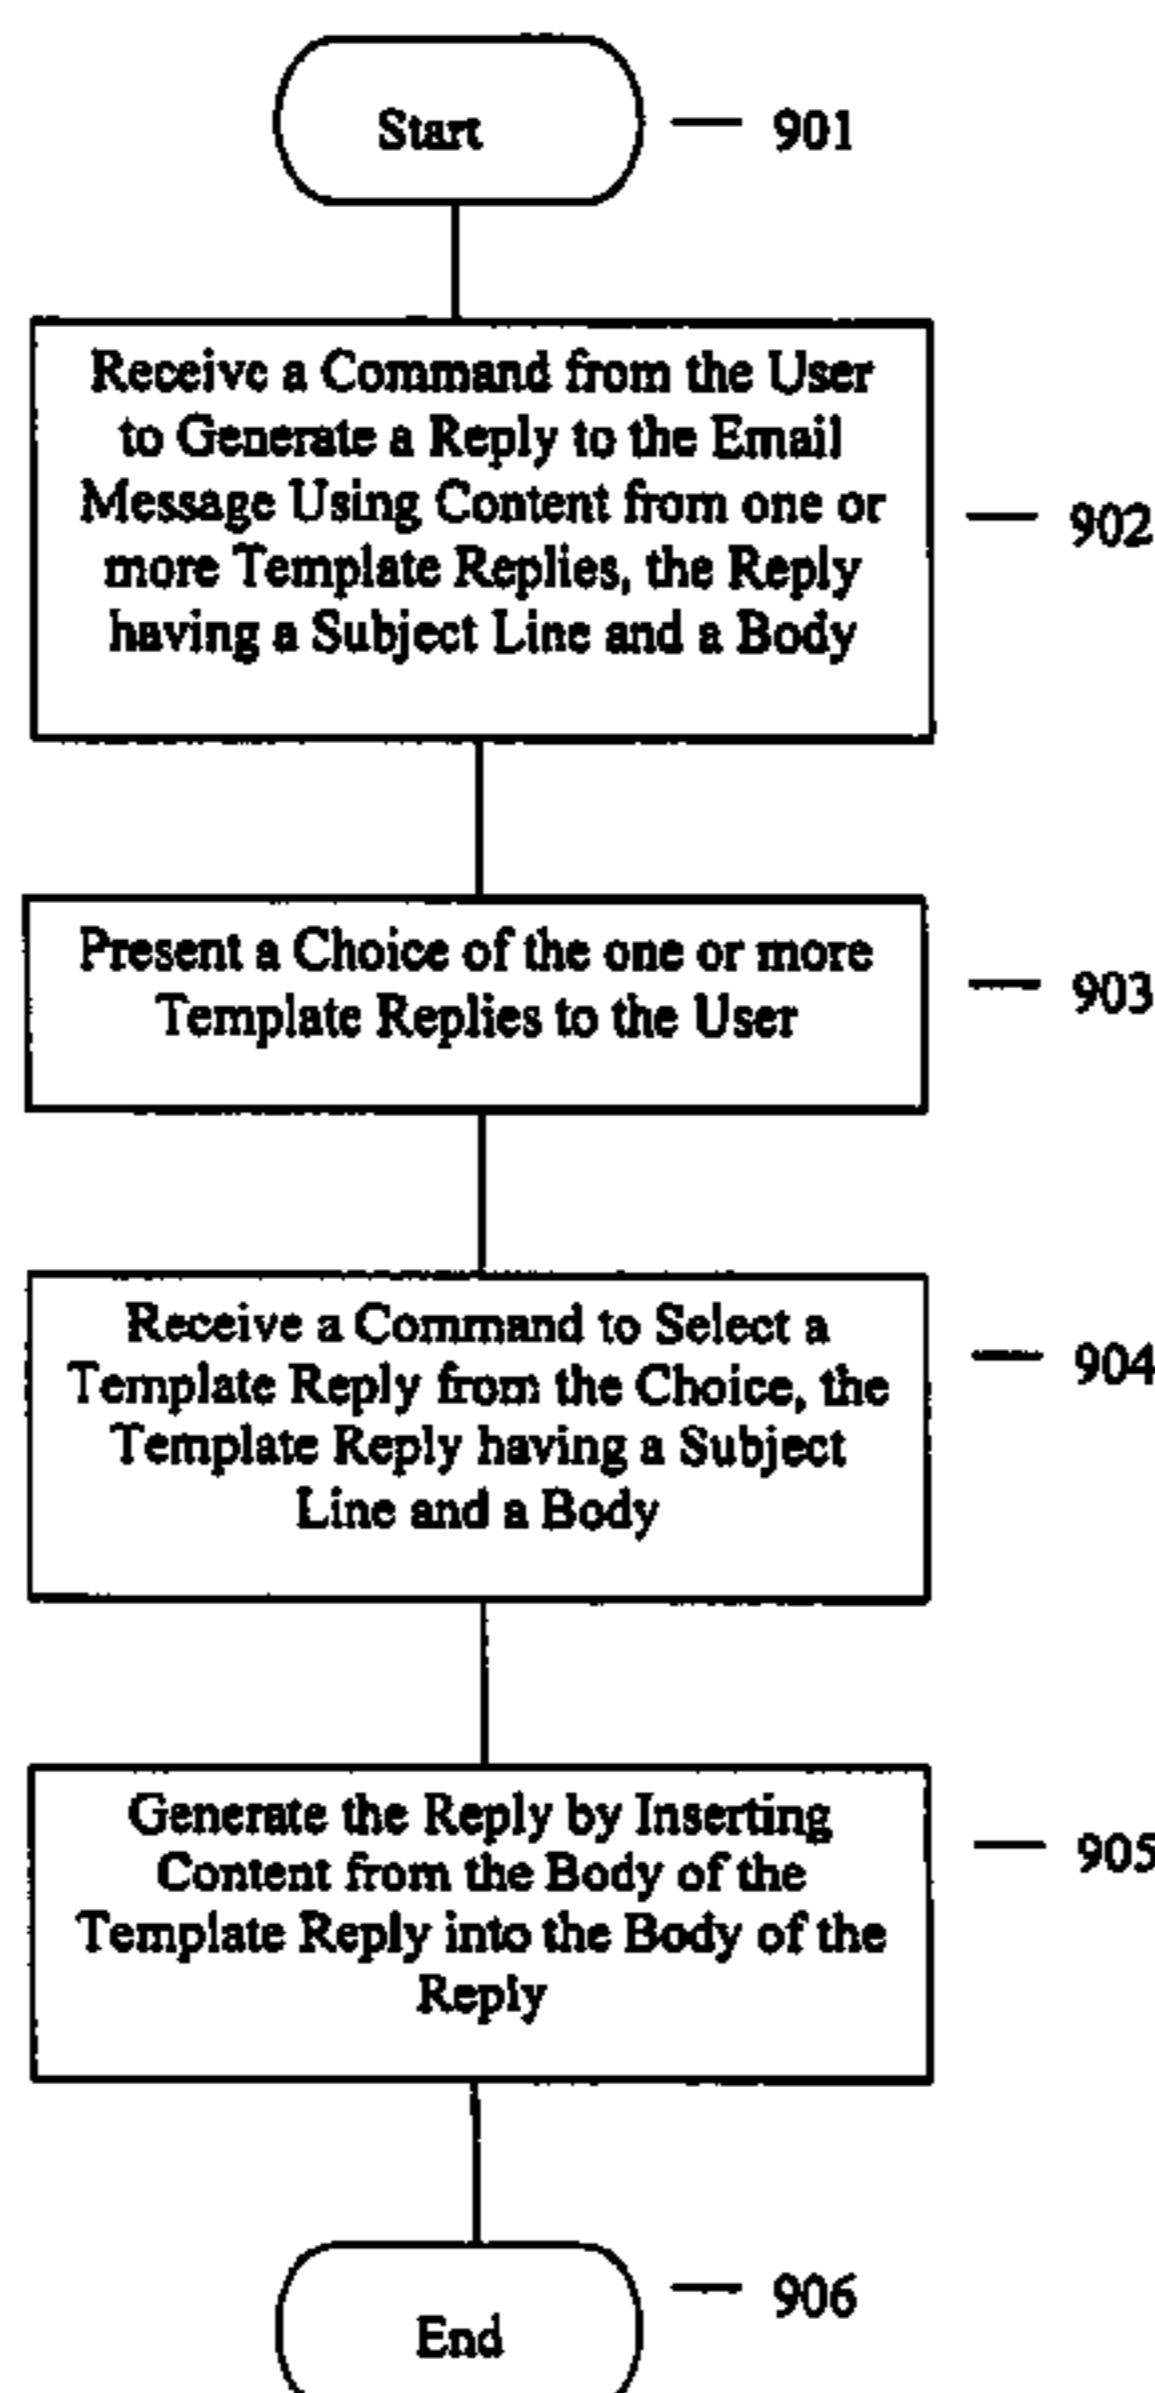 Start
901
Receive a Command from the User
to Generate a Reply to the Email
Message Using Content from one or
more Template Replies, the Reply
having a Subject Line and a Body
902
Present a Choice of the one or more
Template Replies to the User
903
Receive a Command to Select a
Template Reply from the Choice, the
Template Reply having a Subject
Line and a Body
904
Generate the Reply by Inserting
Content from the Body of the
Template Reply into the Body of the
Reply
905
End
906